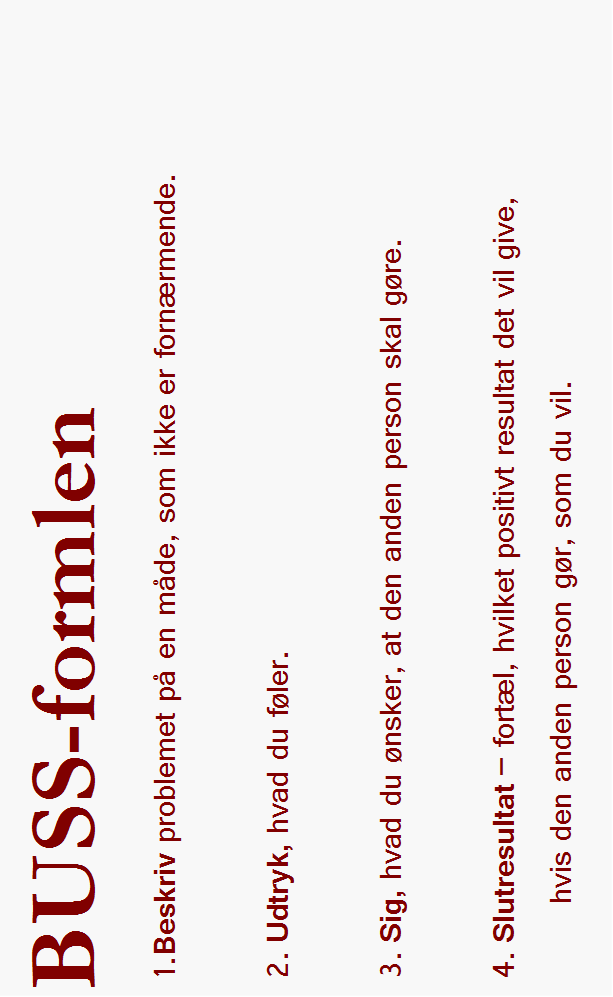 BUSS-formlen
1.Beskriv problemet på en måde, som ikke er fornærmende.
2. Udtryk, hvad du føler.
3. Sig, hvad du ønsker, at den anden person skal gøre.
4. Slutresultat – fortæl, hvilket positivt resultat det vil give,
hvis den anden person gør, som du vil.